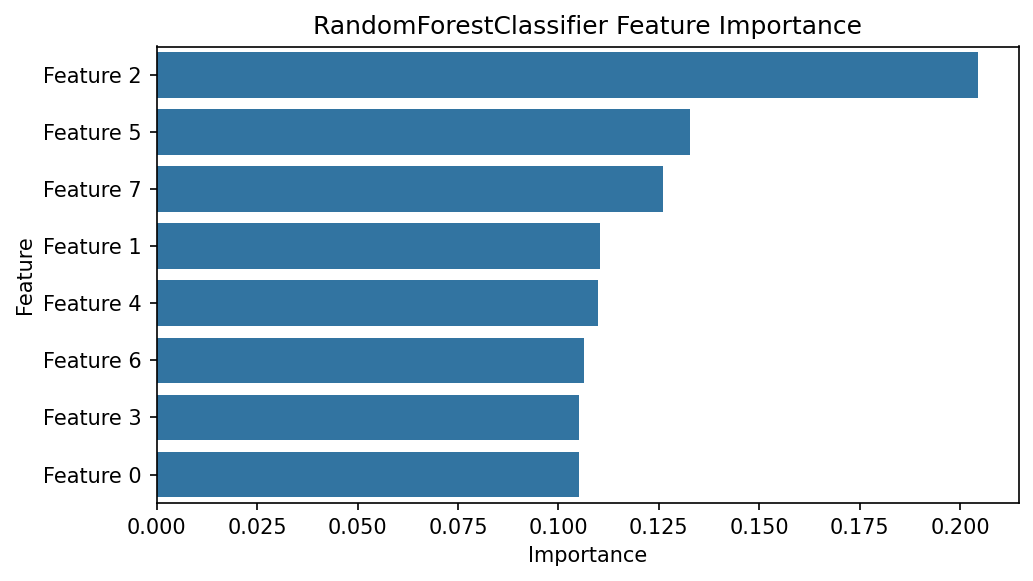 RandomForestClassifier Feature Importance
Feature
Feature 2
Feature 5
Feature 7
Feature 1
Feature 4
Feature 6
Feature 3
Feature 0
0.000 0.025 0.050 0.075 0.100 0.125 0.150 0.175 0.200
Importance